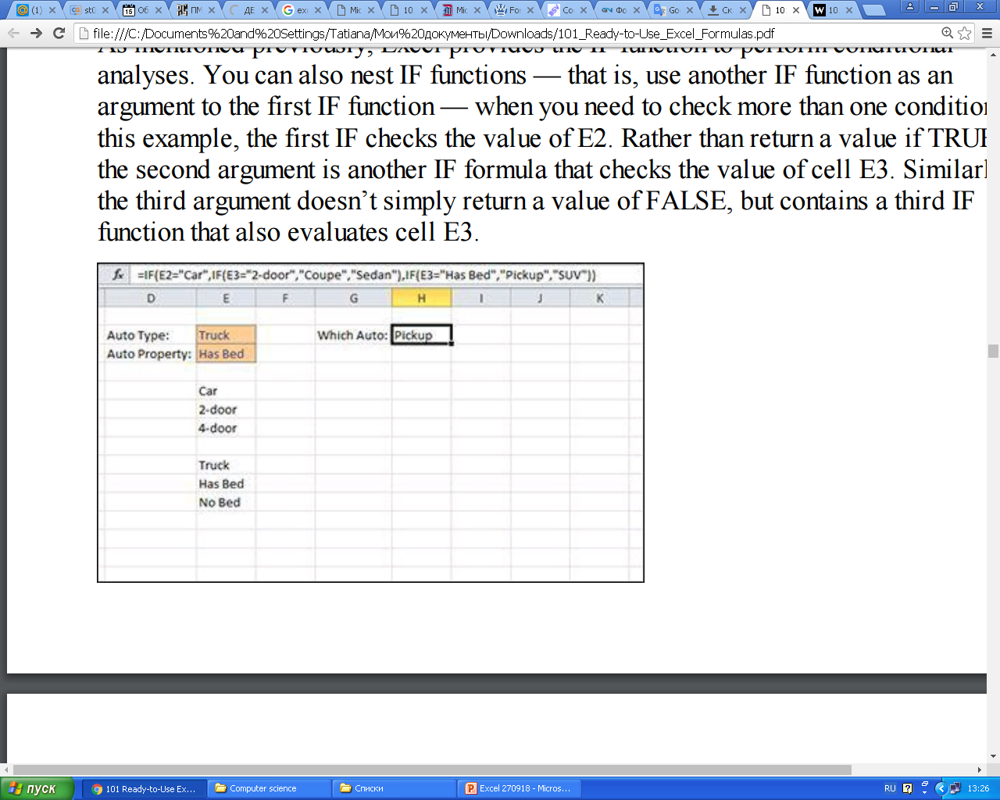 (1)
st0
15
Об
ПМ
ДЕ
exc
Mic
10
Mic
For
Co
Фо
Go
Ск
10
W 10
file:///C:/Documents%20and%20Settings/Tatiana/Мои%20документы/Downloads/101_Ready-to-Use_Excel_Formulas.pdf
As mentioned previously, Excel provides the IF function to perform conditional
analyses. You can also nest IF functions — that is, use another IF function as an
argument to the first IF function — when you need to check more than one condition
this example, the first IF checks the value of E2. Rather than return a value if TRUE
the second argument is another IF formula that checks the value of cell E3. Similarl
the third argument doesn’t simply return a value of FALSE, but contains a third IF
function that also evaluates cell E3.
fx =IF(E2="Car",IF(E3="2-door","Coupe","Sedan"),IF(E3="Has Bed","Pickup","SUV"))
D E F G H I J K
Auto Type: Truck Which Auto: Pickup
Auto Property: Has Bed
Car
2-door
4-door
Truck
Has Bed
No Bed
пуск 101 Ready-to-Use Ex... Computer science Списки Excel 270918 - Micros... RU 13:26